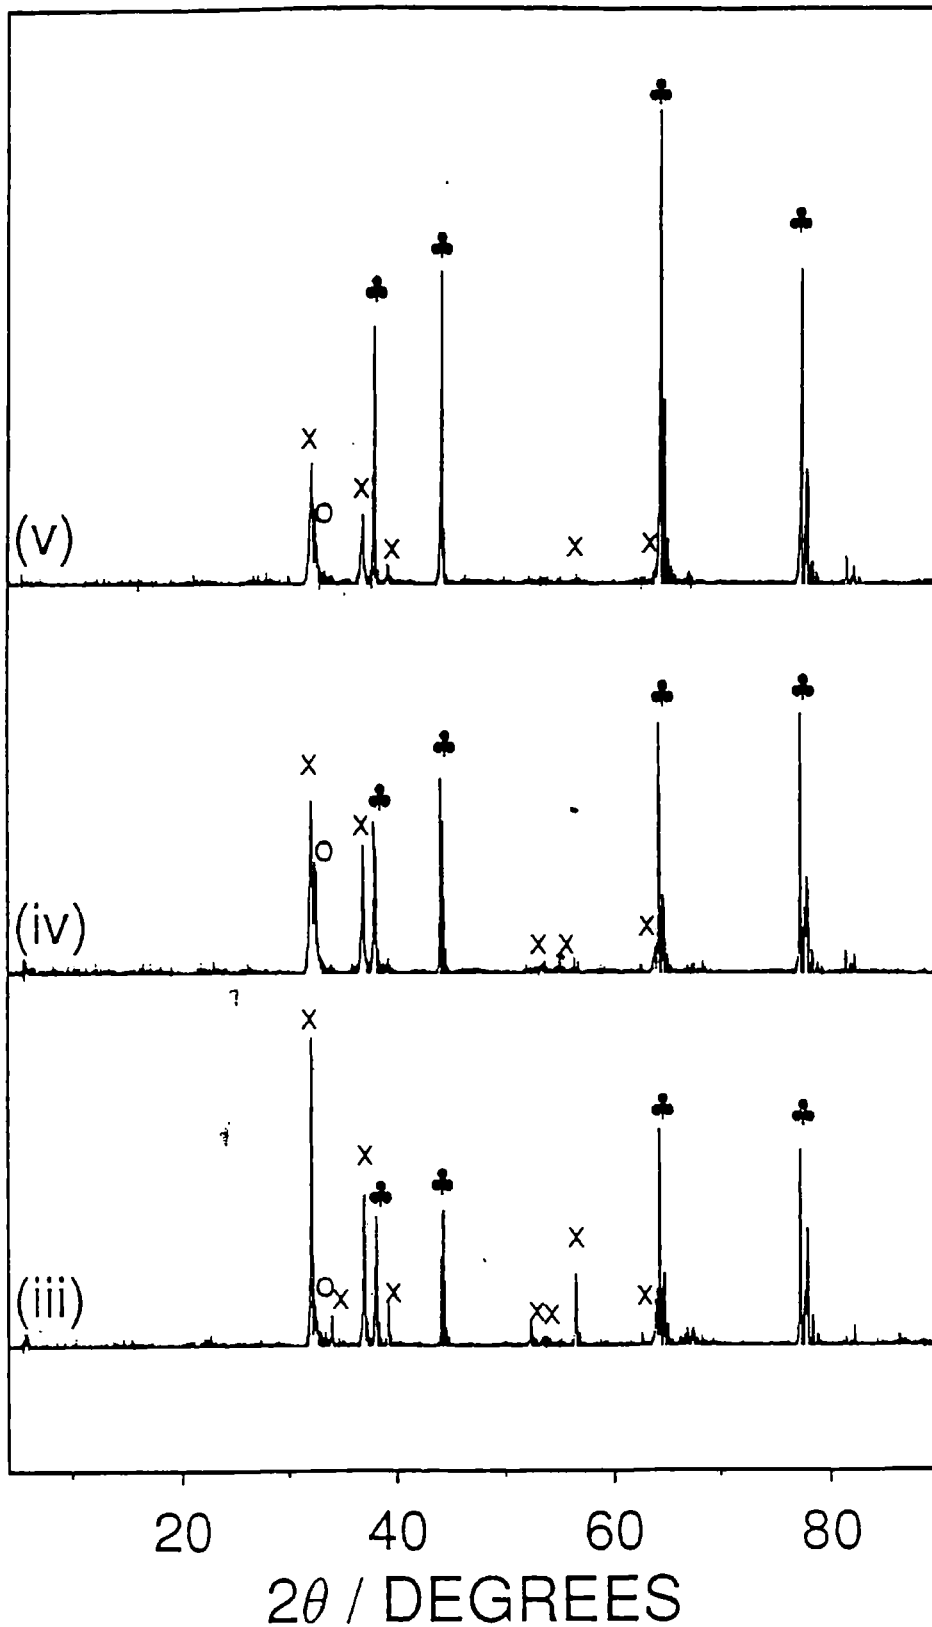 ♣
♣
♣
♣
X
X
O
X
X
X
(v)
♣
♣
♣
X
♣
X
O
X
X
X
(iv)
X
♣
♣
X
♣
♣
X
O
X
X
X
X
X
(iii)
20 40 60 80
2θ / DEGREES